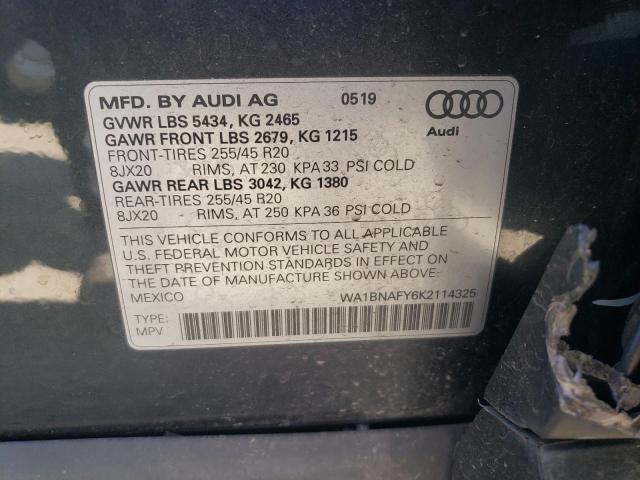 MFD. BY AUDI AG 0519
GVWR LBS 5434, KG 2465
GAWR FRONT LBS 2679, KG 1215
FRONT-TIRES 255/45 R20
8JX20 RIMS, AT 230 KPA 33 PSI COLD
GAWR REAR LBS 3042, KG 1380
REAR-TIRES 255/45 R20
8JX20 RIMS, AT 250 KPA 36 PSI COLD
Audi
THIS VEHICLE CONFORMS TO ALL APPLICABLE
U.S. FEDERAL MOTOR VEHICLE SAFETY AND
THEFT PREVENTION STANDARDS IN EFFECT ON
THE DATE OF MANUFACTURE SHOWN ABOVE.
MEXICO WA1BNAFY6K2114325
TYPE:
MPV